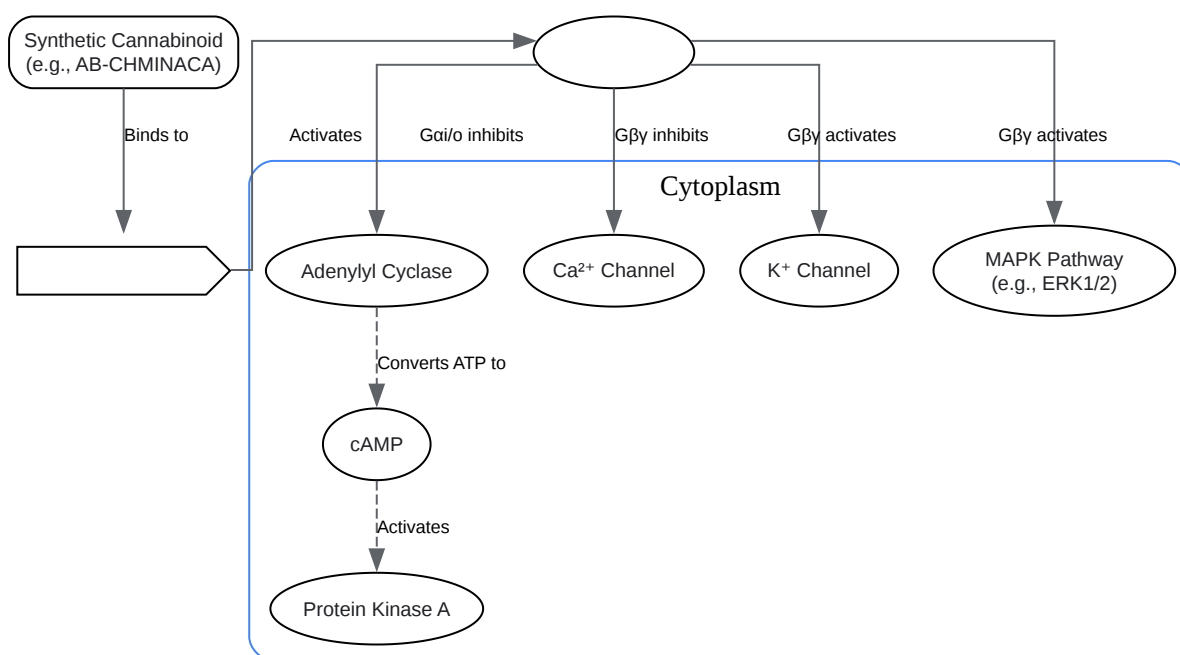 Synthetic Cannabinoid
(e.g., AB-CHMINACA)
Binds to
Activates
Gαi/o inhibits
Gβγ inhibits
Gβγ activates
Gβγ activates
Cytoplasm
Adenylyl Cyclase
Ca²⁺ Channel
K⁺ Channel
MAPK Pathway
(e.g., ERK1/2)
Converts ATP to
cAMP
Activates
Protein Kinase A